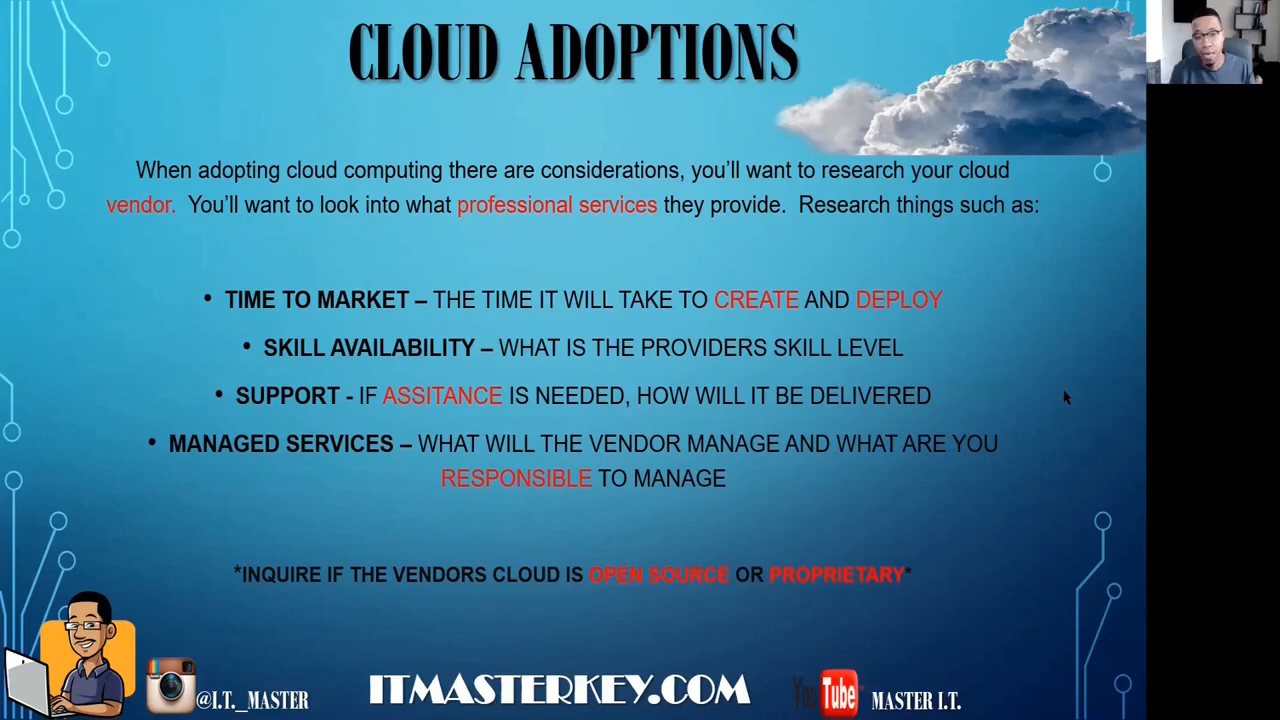 CLOUD ADOPTIONS
When adopting cloud computing there are considerations, you'll want to research your cloud
vendor. You'll want to look into what professional services they provide. Research things such as:
• TIME TO MARKET – THE TIME IT WILL TAKE TO CREATE AND DEPLOY
• SKILL AVAILABILITY – WHAT IS THE PROVIDERS SKILL LEVEL
• SUPPORT - IF ASSITANCE IS NEEDED, HOW WILL IT BE DELIVERED
• MANAGED SERVICES – WHAT WILL THE VENDOR MANAGE AND WHAT ARE YOU
RESPONSIBLE TO MANAGE
*INQUIRE IF THE VENDORS CLOUD IS OPEN SOURCE OR PROPRIETARY*
@I.T._MASTER
ITMASTERKEY.COM
YouTube
MASTER I.T.